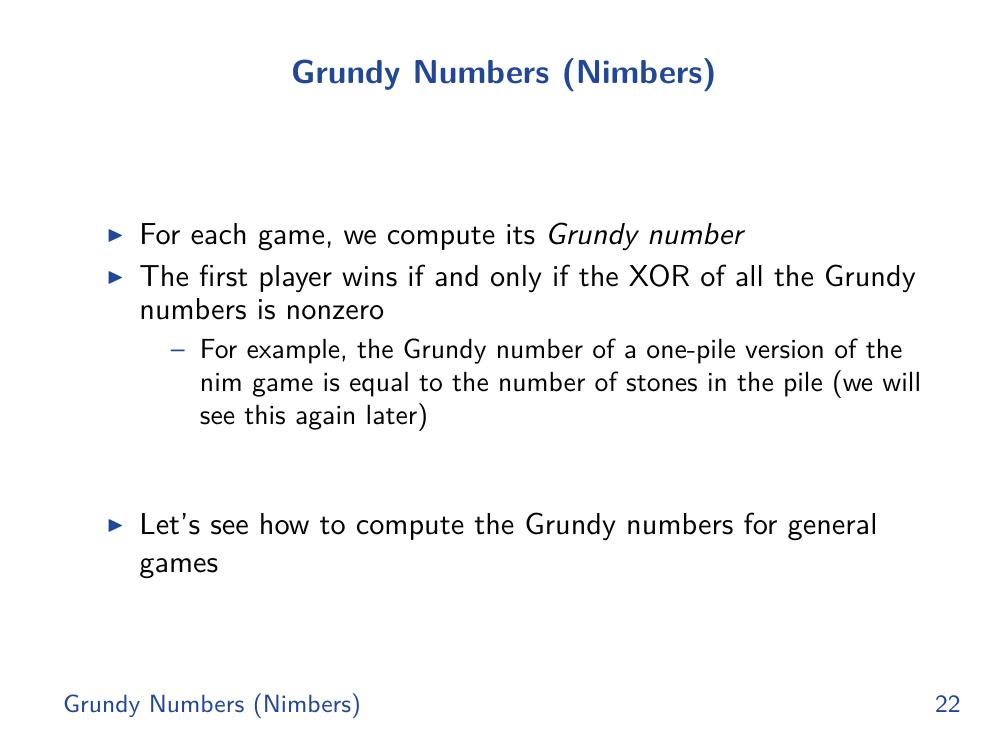 Grundy Numbers (Nimbers)
▶ For each game, we compute its Grundy number
▶ The first player wins if and only if the XOR of all the Grundy
numbers is nonzero
– For example, the Grundy number of a one-pile version of the
nim game is equal to the number of stones in the pile (we will
see this again later)
▶ Let's see how to compute the Grundy numbers for general
games
Grundy Numbers (Nimbers) 22